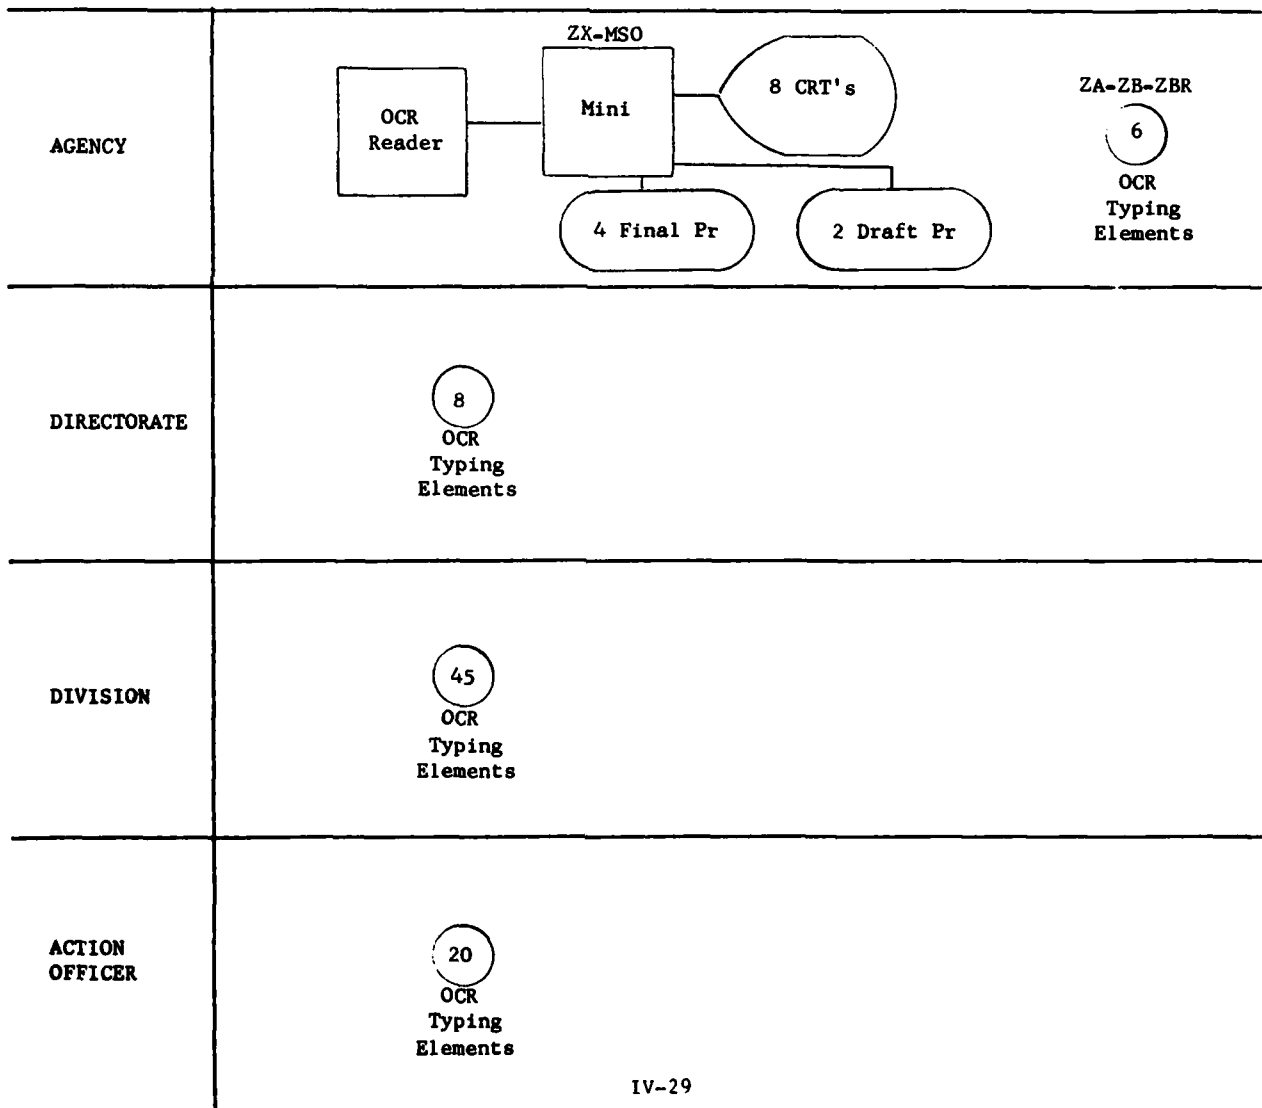 AGENCY
OCR
Reader
ZX-MSO
Mini
8 CRT's
4 Final Pr
2 Draft Pr
ZA-ZB-ZBR
6
OCR
Typing
Elements
DIRECTORATE
8
OCR
Typing
Elements
DIVISION
45
OCR
Typing
Elements
ACTION
OFFICER
20
OCR
Typing
Elements
IV-29